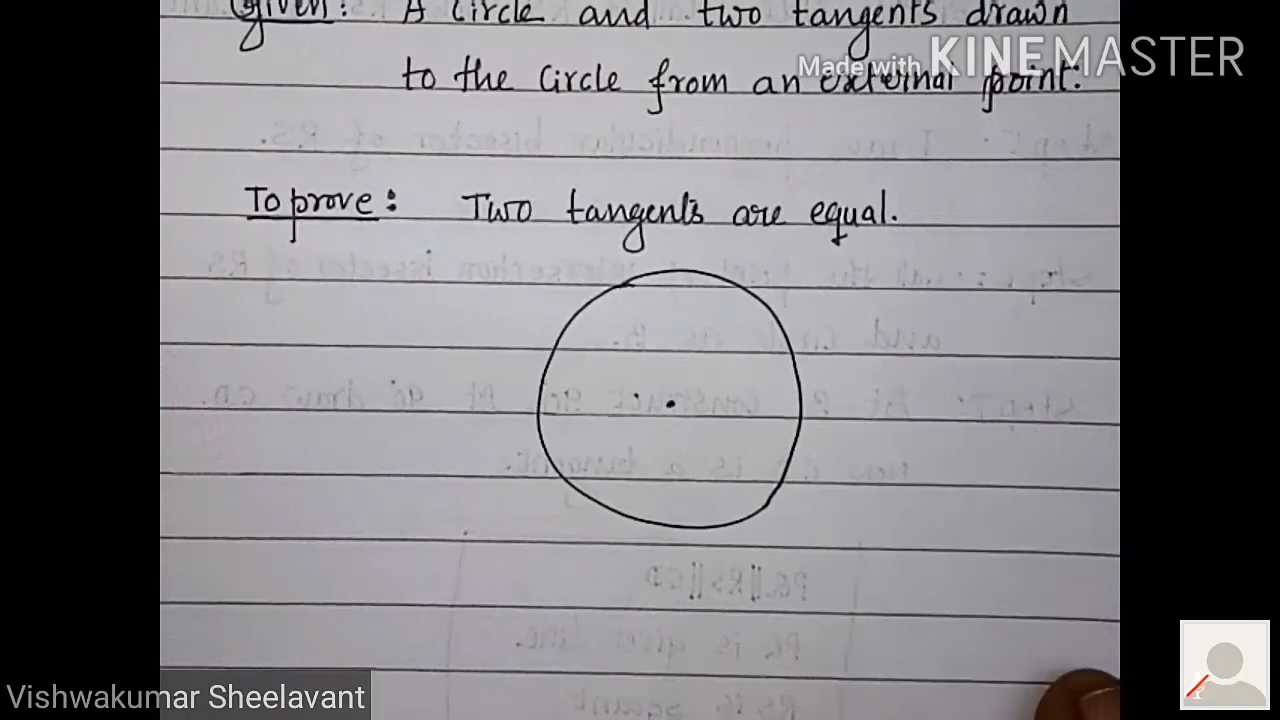 Given: A Circle and two tangents drawn
Made with KINEMASTER
to the Circle from an external point.
To prove: Two tangents are equal.
Vishwakumar Sheelavant